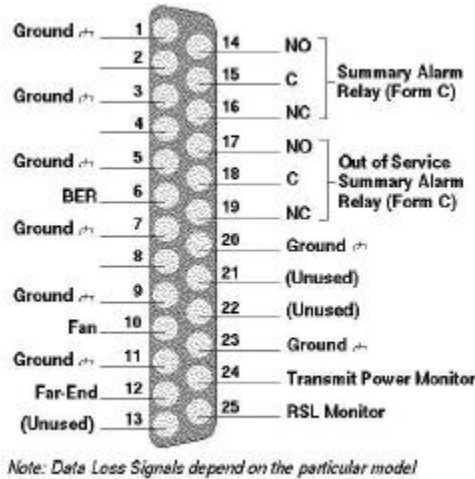 Ground 1
2
Ground 3
4
Ground 5
BER 6
Ground 7
8
Ground 9
Fan 10
Ground 11
Far-End 12
(Unused) 13
14 NO
15 C
16 NC
Summary Alarm
Relay (Form C)
17 NO
18 C
19 NC
Out of Service
Summary Alarm
Relay (Form C)
20 Ground
21 (Unused)
22 (Unused)
23 Ground
24 Transmit Power Monitor
25 RSL Monitor
Note: Data Loss Signals depend on the particular model